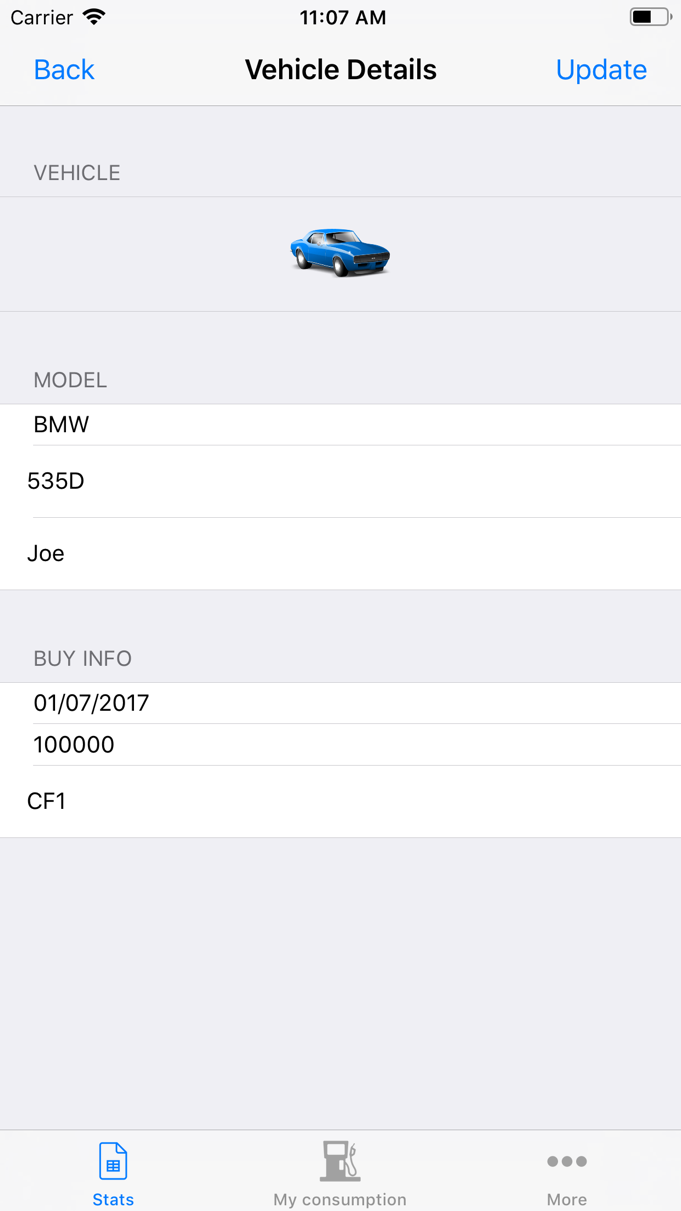 Carrier 11:07 AM
Back Vehicle Details Update
VEHICLE
MODEL
BMW
535D
Joe
BUY INFO
01/07/2017
100000
CF1
Stats My consumption More